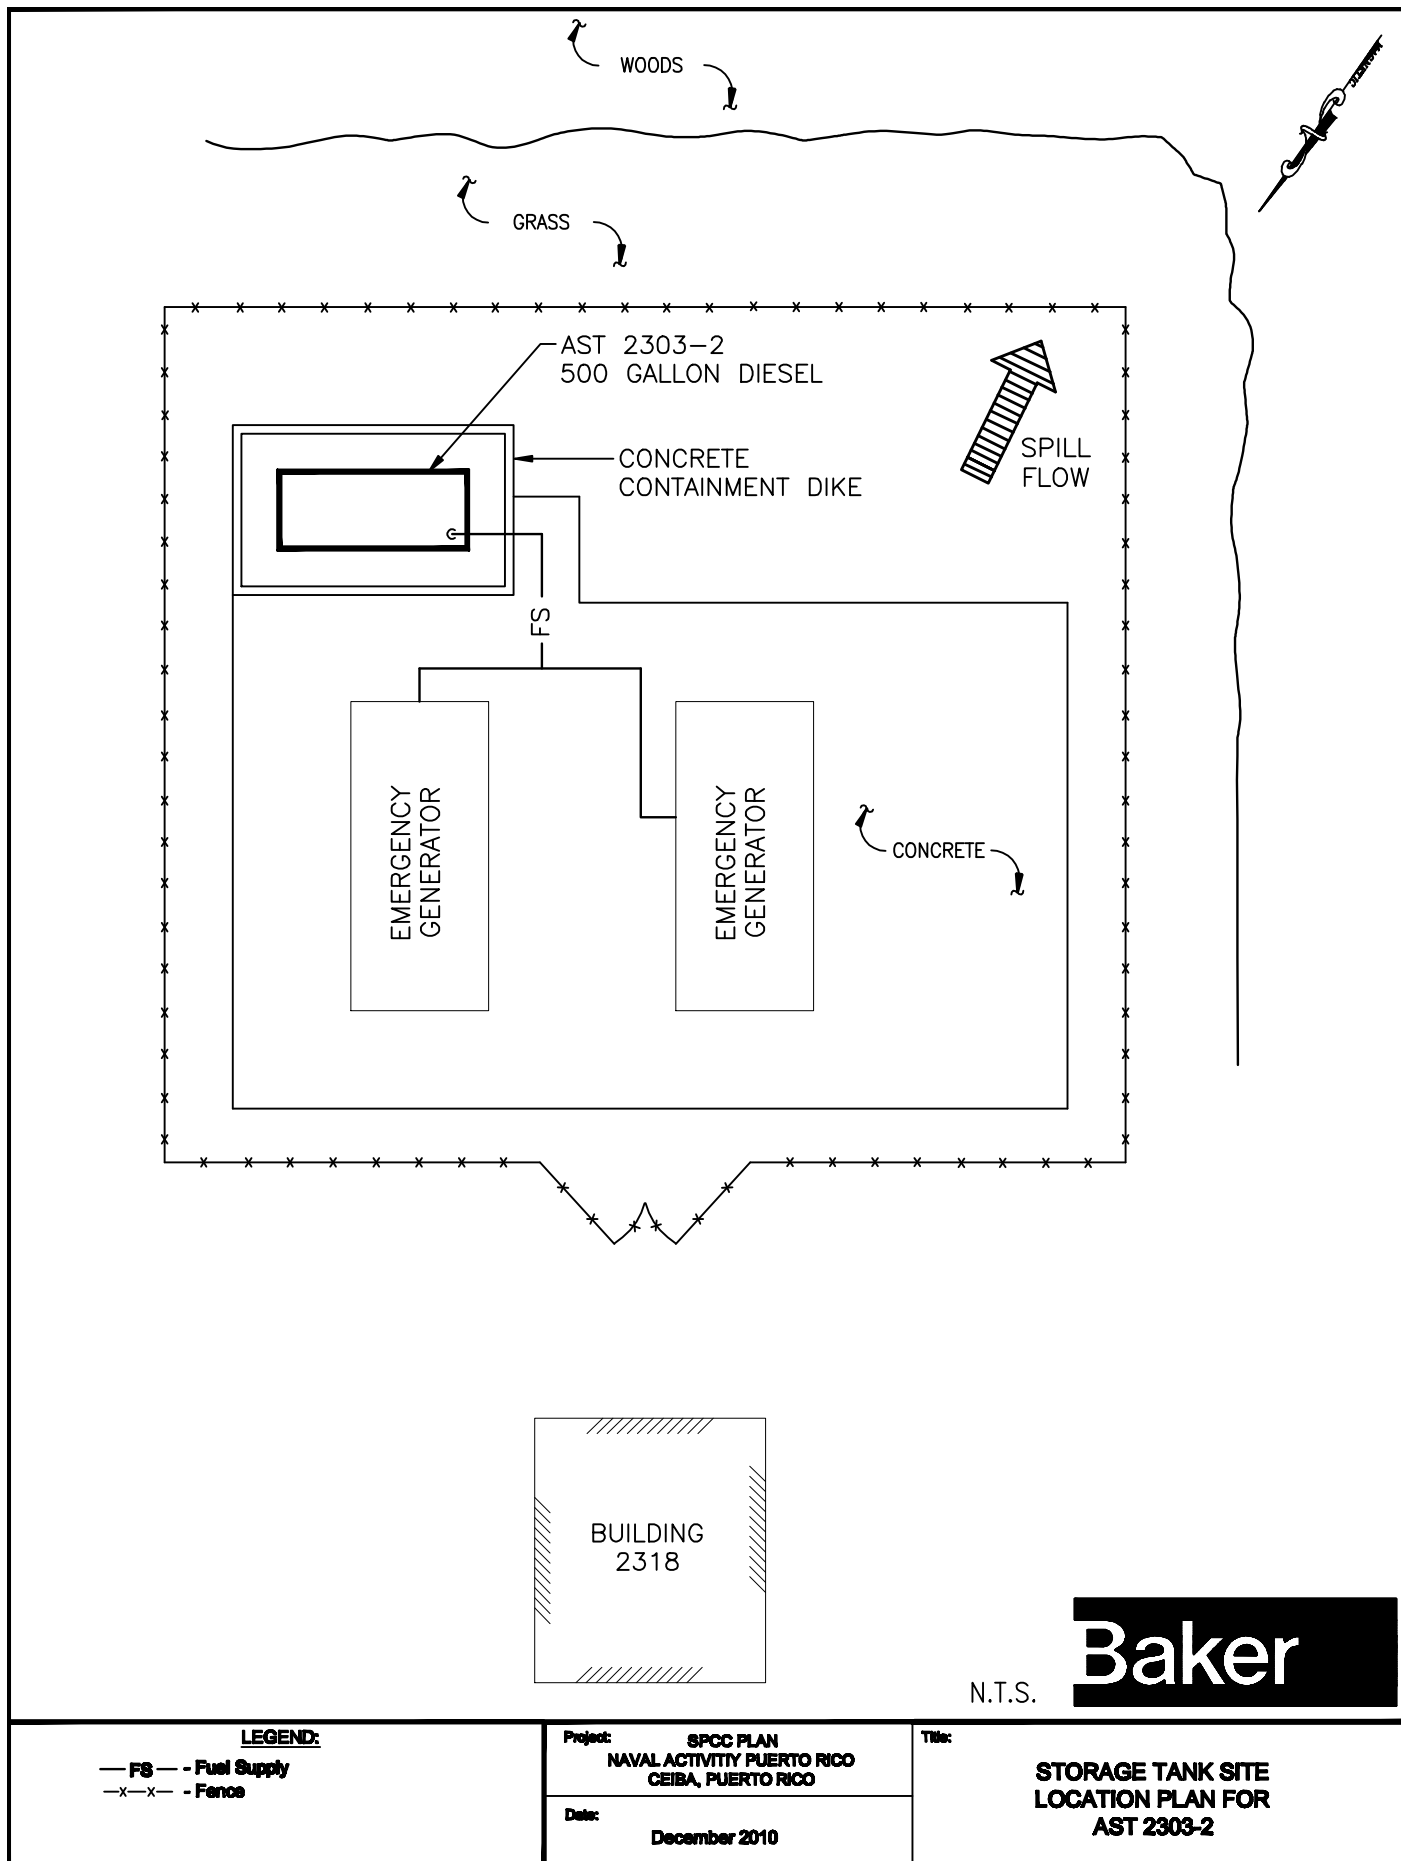 WOODS
MAGNETIC
GRASS
AST 2303-2
500 GALLON DIESEL
CONCRETE
CONTAINMENT DIKE
SPILL
FLOW
FS
EMERGENCY
GENERATOR
EMERGENCY
GENERATOR
CONCRETE
BUILDING
2318
N.T.S.
Baker
LEGEND:
FS - Fuel Supply
x x - Fence
Project:
SPCC PLAN
NAVAL ACTIVITIY PUERTO RICO
CEIBA, PUERTO RICO
Date:
December 2010
Title:
STORAGE TANK SITE
LOCATION PLAN FOR
AST 2303-2